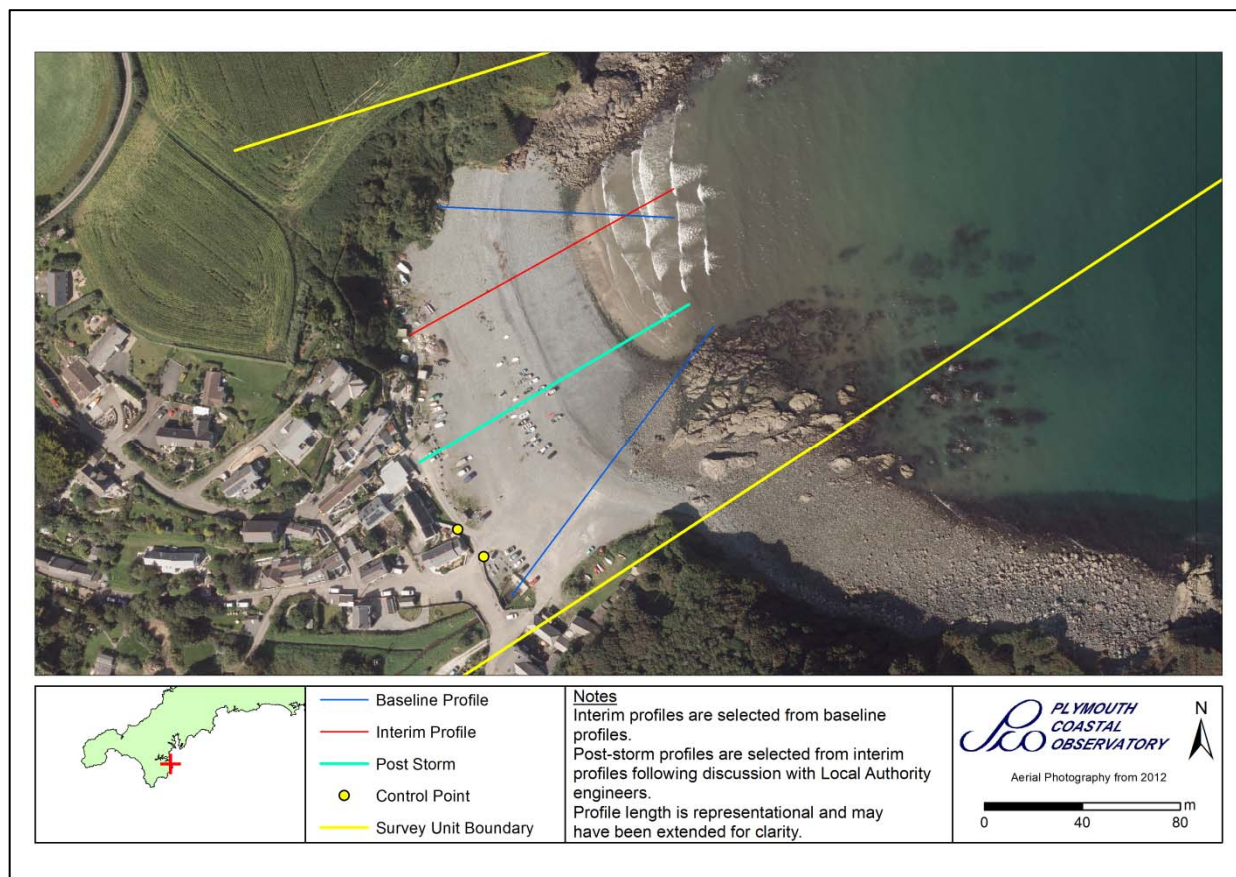 Baseline Profile
Interim Profile
Post Storm
Control Point
Survey Unit Boundary
Notes
Interim profiles are selected from baseline
profiles.
Post-storm profiles are selected from interim
profiles following discussion with Local Authority
engineers.
Profile length is representational and may
have been extended for clarity.
PCO
PLYMOUTH
COASTAL
OBSERVATORY
N
Aerial Photography from 2012
m
0 40 80